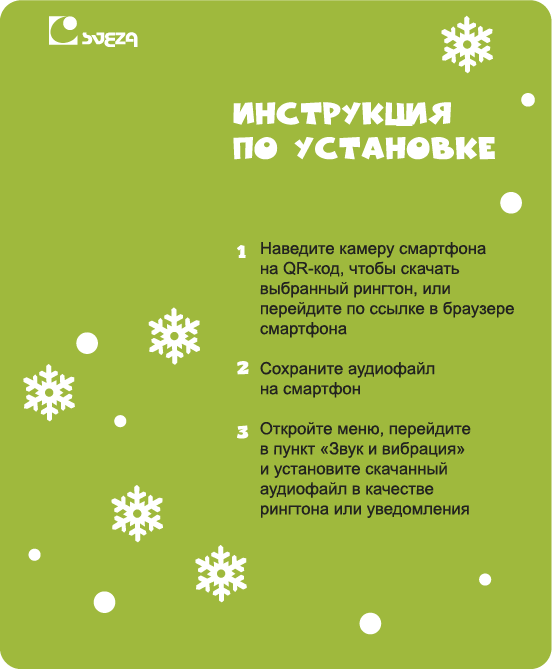 SVEZA
ИНСТРУКЦИЯ
ПО УСТАНОВКЕ
1 Наведите камеру смартфона
на QR-код, чтобы скачать
выбранный рингтон, или
перейдите по ссылке в браузере
смартфона
2 Сохраните аудиофайл
на смартфон
3 Откройте меню, перейдите
в пункт «Звук и вибрация»
и установите скачанный
аудиофайл в качестве
рингтона или уведомления